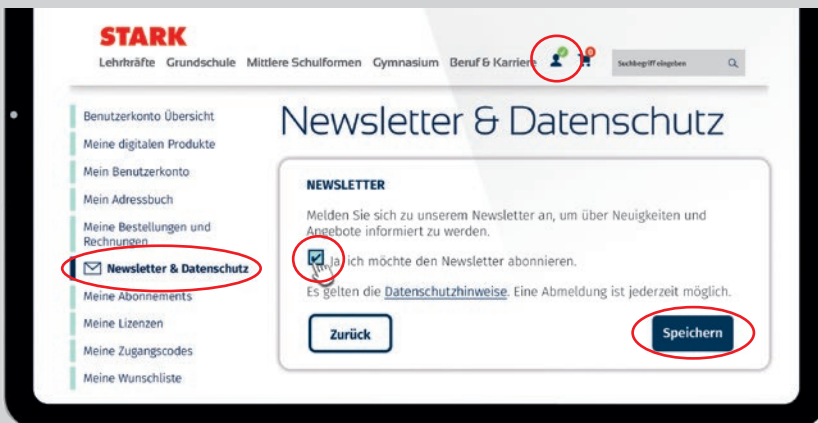 STARK
Lehrkräfte Grundschule Mittlere Schulformen Gymnasium Beruf & Karriere
Suchbegriff eingeben
Benutzerkonto Übersicht
Meine digitalen Produkte
Mein Benutzerkonto
Mein Adressbuch
Meine Bestellungen und
Rechnungen
Newsletter & Datenschutz
Meine Abonnements
Meine Lizenzen
Meine Zugangscodes
Meine Wunschliste
Newsletter & Datenschutz
NEWSLETTER
Melden Sie sich zu unserem Newsletter an, um über Neuigkeiten und
Angebote informiert zu werden.
Ja, ich möchte den Newsletter abonnieren.
Es gelten die Datenschutzhinweise. Eine Abmeldung ist jederzeit möglich.
Zurück
Speichern